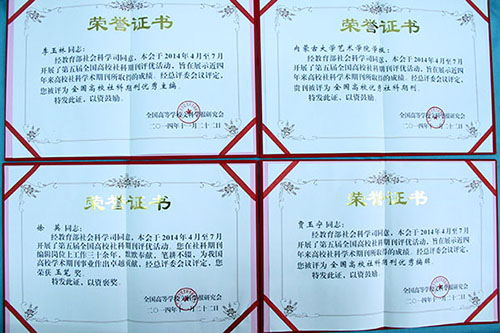 荣誉证书
李玉林同志：
经教育部社会科学司同意，本会于2014年4月至7月
开展了第五届全国高校社科期刊评优活动，旨在展示近四
年来高校社科学术期刊所取得的成绩。经总评委会议评定，
您被评为 全国高校社科期刊优秀主编。
特发此证，以资鼓励。
全国高等学校文科学报研究会
二〇一四年十一月二十二日
荣誉证书
内蒙古大学艺术学院学报：
经教育部社会科学司同意，本会于2014年4月至7月
开展了第五届全国高校社科期刊评优活动，旨在展示近四
年来高校社科学术期刊所取得的成绩。经总评委会议评定，
贵刊被评为 全国高校优秀社科期刊。
特发此证，以资鼓励。
全国高等学校文科学报研究会
二〇一四年十一月二十二日
荣誉证书
徐英同志：
经教育部社会科学司同意，本会于2014年4月至7月
开展了第五届全国高校社科期刊评优活动。您在社科期刊
编辑岗位上工作三十余年，默默奉献，笔耕不辍，为我国
高校学术期刊事业作出卓越贡献。经总评委会议评定，您
荣获 玉笔 奖。
特发此证，以资褒奖。
全国高等学校文科学报研究会
二〇一四年十一月二十二日
荣誉证书
贾玉宁同志：
经教育部社会科学司同意，本会于2014年4月至7月
开展了第五届全国高校社科期刊评优活动，旨在展示近四
年来高校社科学术期刊所取得的成绩。经总评委会议评定，
您被评为 全国高校社科期刊优秀编辑。
特发此证，以资鼓励。
全国高等学校文科学报研究会
二〇一四年十一月二十二日